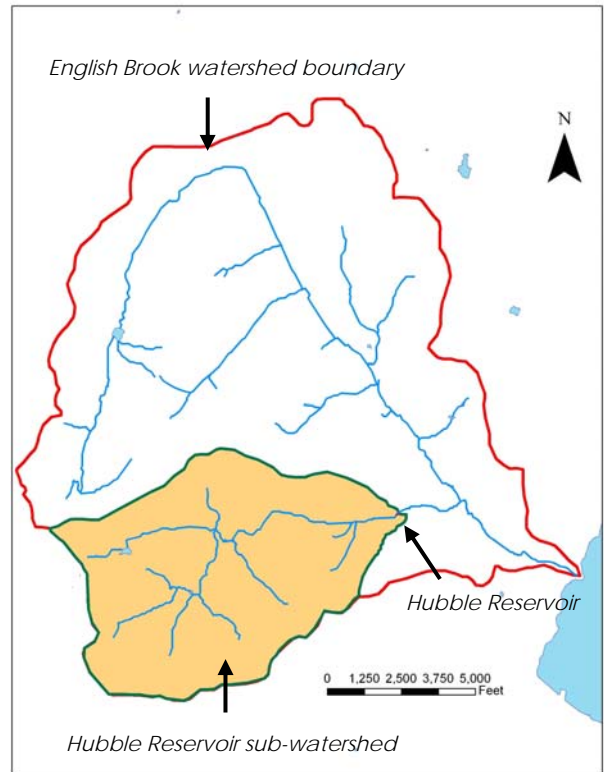 English Brook watershed boundary
N
Hubble Reservoir
0 1,250 2,500 3,750 5,000
Feet
Hubble Reservoir sub-watershed